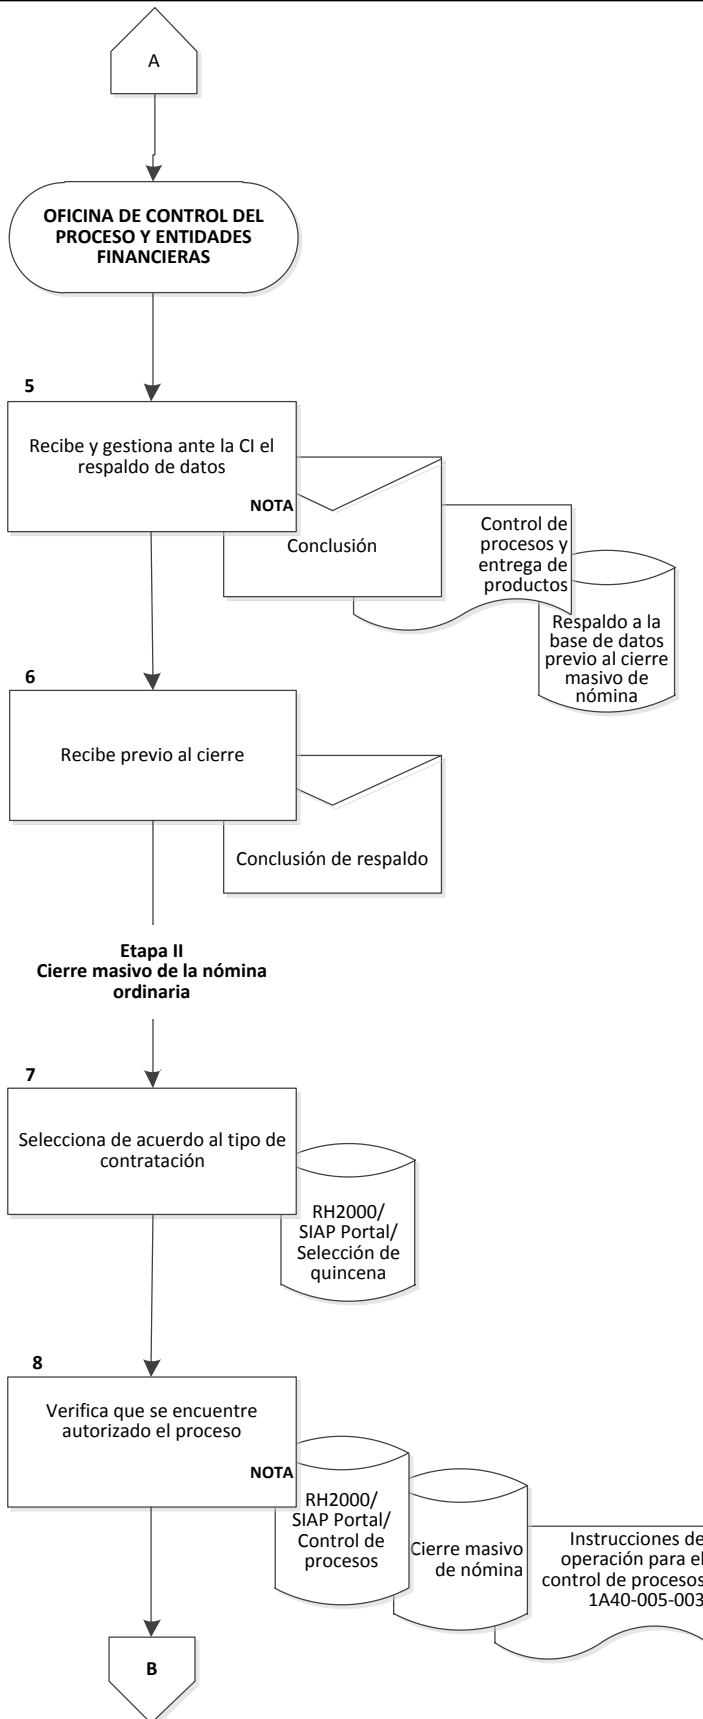 A
OFICINA DE CONTROL DEL
PROCESO Y ENTIDADES
FINANCIERAS
5
Recibe y gestiona ante la CI el
respaldo de datos
NOTA
Conclusión
Control de
procesos y
entrega de
productos
Respaldo a la
base de datos
previo al cierre
masivo de
nómina
6
Recibe previo al cierre
Conclusión de respaldo
Etapa II
Cierre masivo de la nómina
ordinaria
7
Selecciona de acuerdo al tipo de
contratación
RH2000/
SIAP Portal/
Selección de
quincena
8
Verifica que se encuentre
autorizado el proceso
NOTA
RH2000/
SIAP Portal/
Control de
procesos
Cierre masivo
de nómina
Instrucciones de
operación para el
control de procesos
1A40-005-003
B